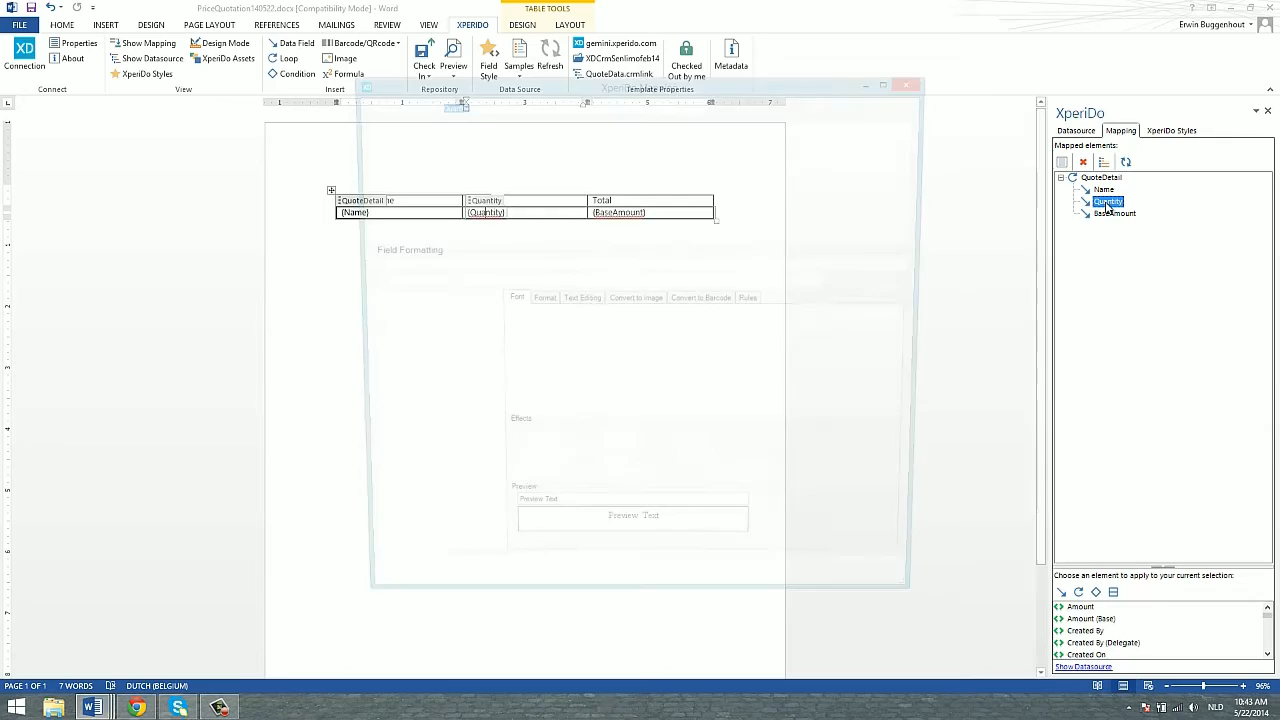 PriceQuotation140522.docx [Compatibility Mode] - Word
TABLE TOOLS
FILE HOME INSERT DESIGN PAGE LAYOUT REFERENCES MAILINGS REVIEW VIEW XPERIDO DESIGN LAYOUT
Erwin Buggenhout
XD Connection
Properties
About
Connect
Show Mapping
Show Datasource
XperiDo Styles
Design Mode
XperiDo Assets
View
Data Field
Loop
Condition
Barcode/QRcode
Image
Formula
Insert
Check In
Preview
Repository
Field Style
Samples
Refresh
Data Source
gemini.xperido.com
XDCrmSenlimofeb14
QuoteData.crmlink
Template Properties
Checked Out by me
Metadata
1 1 3 5 7
QuoteDetail ne Quantity Total
{Name} {Quantity} {BaseAmount}
Field Formatting
Font Format Text Editing Convert to Image Convert to Barcode Rules
Effects
Preview
Preview Text
Preview Text
XperiDo
Datasource Mapping XperiDo Styles
Mapped elements:
QuoteDetail
Name
Quantity
BaseAmount
Choose an element to apply to your current selection:
Amount
Amount (Base)
Created By
Created By (Delegate)
Created On
Show Datasource
PAGE 1 OF 1 7 WORDS DUTCH (BELGIUM)
96%
NLD
10:43 AM
5/22/2014